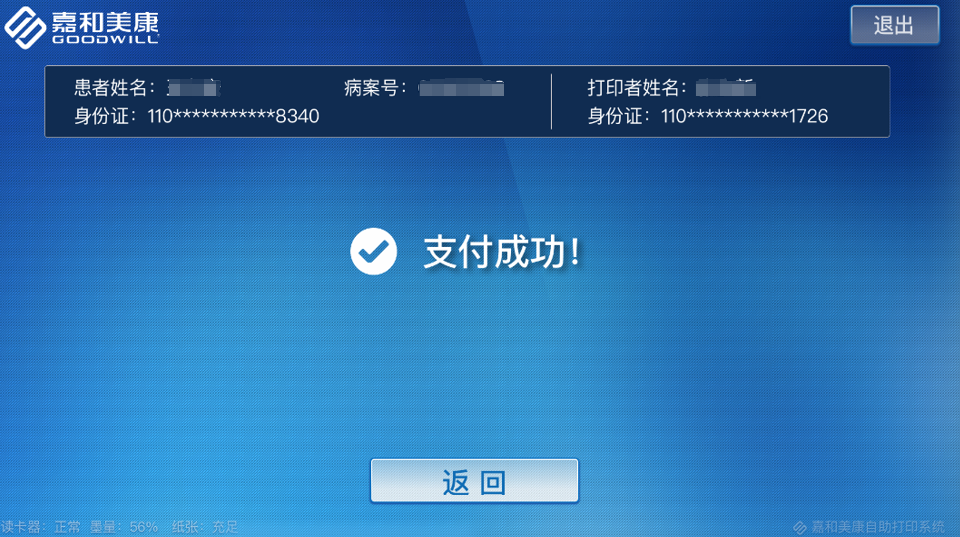 嘉和美康
GOODWILL
退出
患者姓名： 病案号： 打印者姓名：
身份证：110***********8340 身份证：110***********1726
支付成功！
返回
读卡器：正常 墨量：56% 纸张：充足
嘉和美康自助打印系统